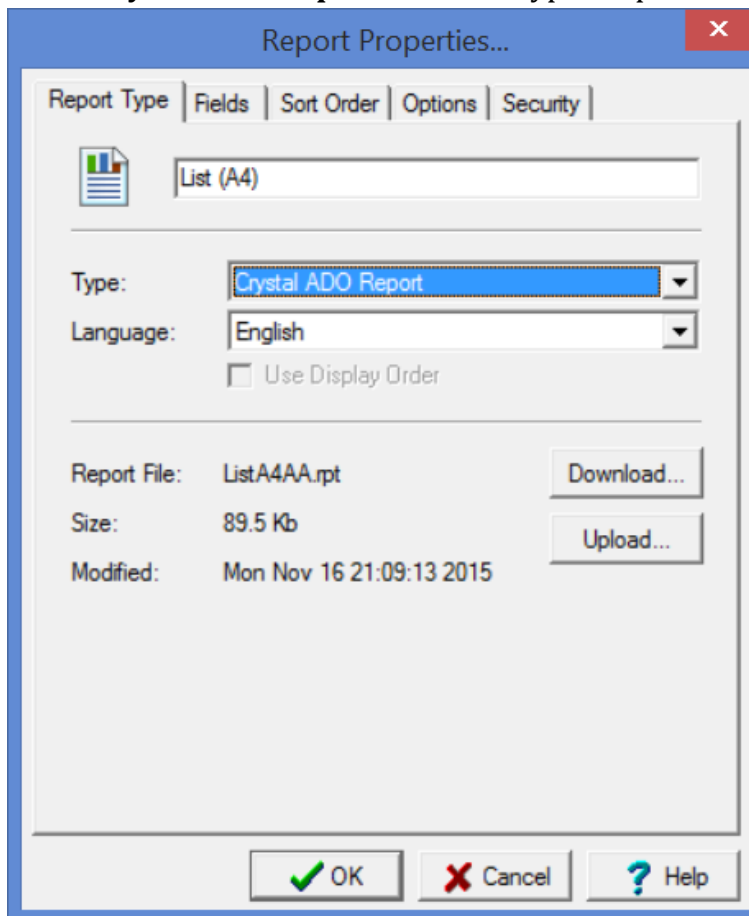 Report Properties...
Report Type Fields Sort Order Options Security
List (A4)
Type: Crystal ADO Report
Language: English
Use Display Order
Report File: ListA4AA.rpt Download...
Size: 89.5 Kb Upload...
Modified: Mon Nov 16 21:09:13 2015
OK Cancel ? Help